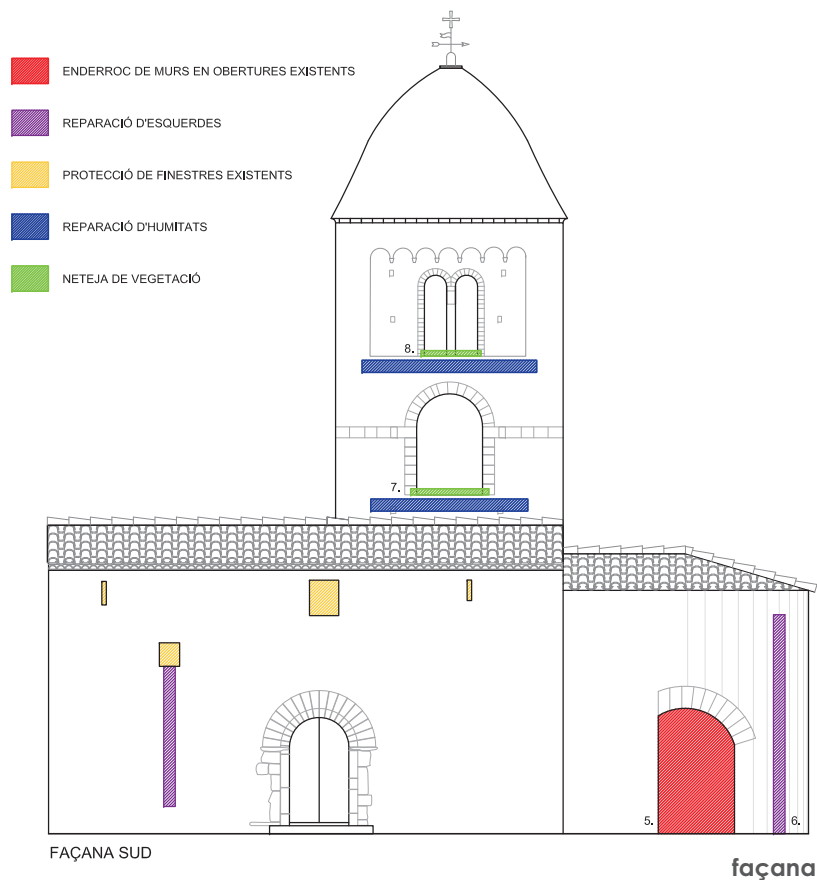 ENDERROC DE MURS EN OBERTURES EXISTENTS
REPARACIÓ D'ESQUERDES
PROTECCIÓ DE FINESTRES EXISTENTS
REPARACIÓ D'HUMITATS
NETEJA DE VEGETACIÓ
8.
7.
5.
6.
FAÇANA SUD
façana